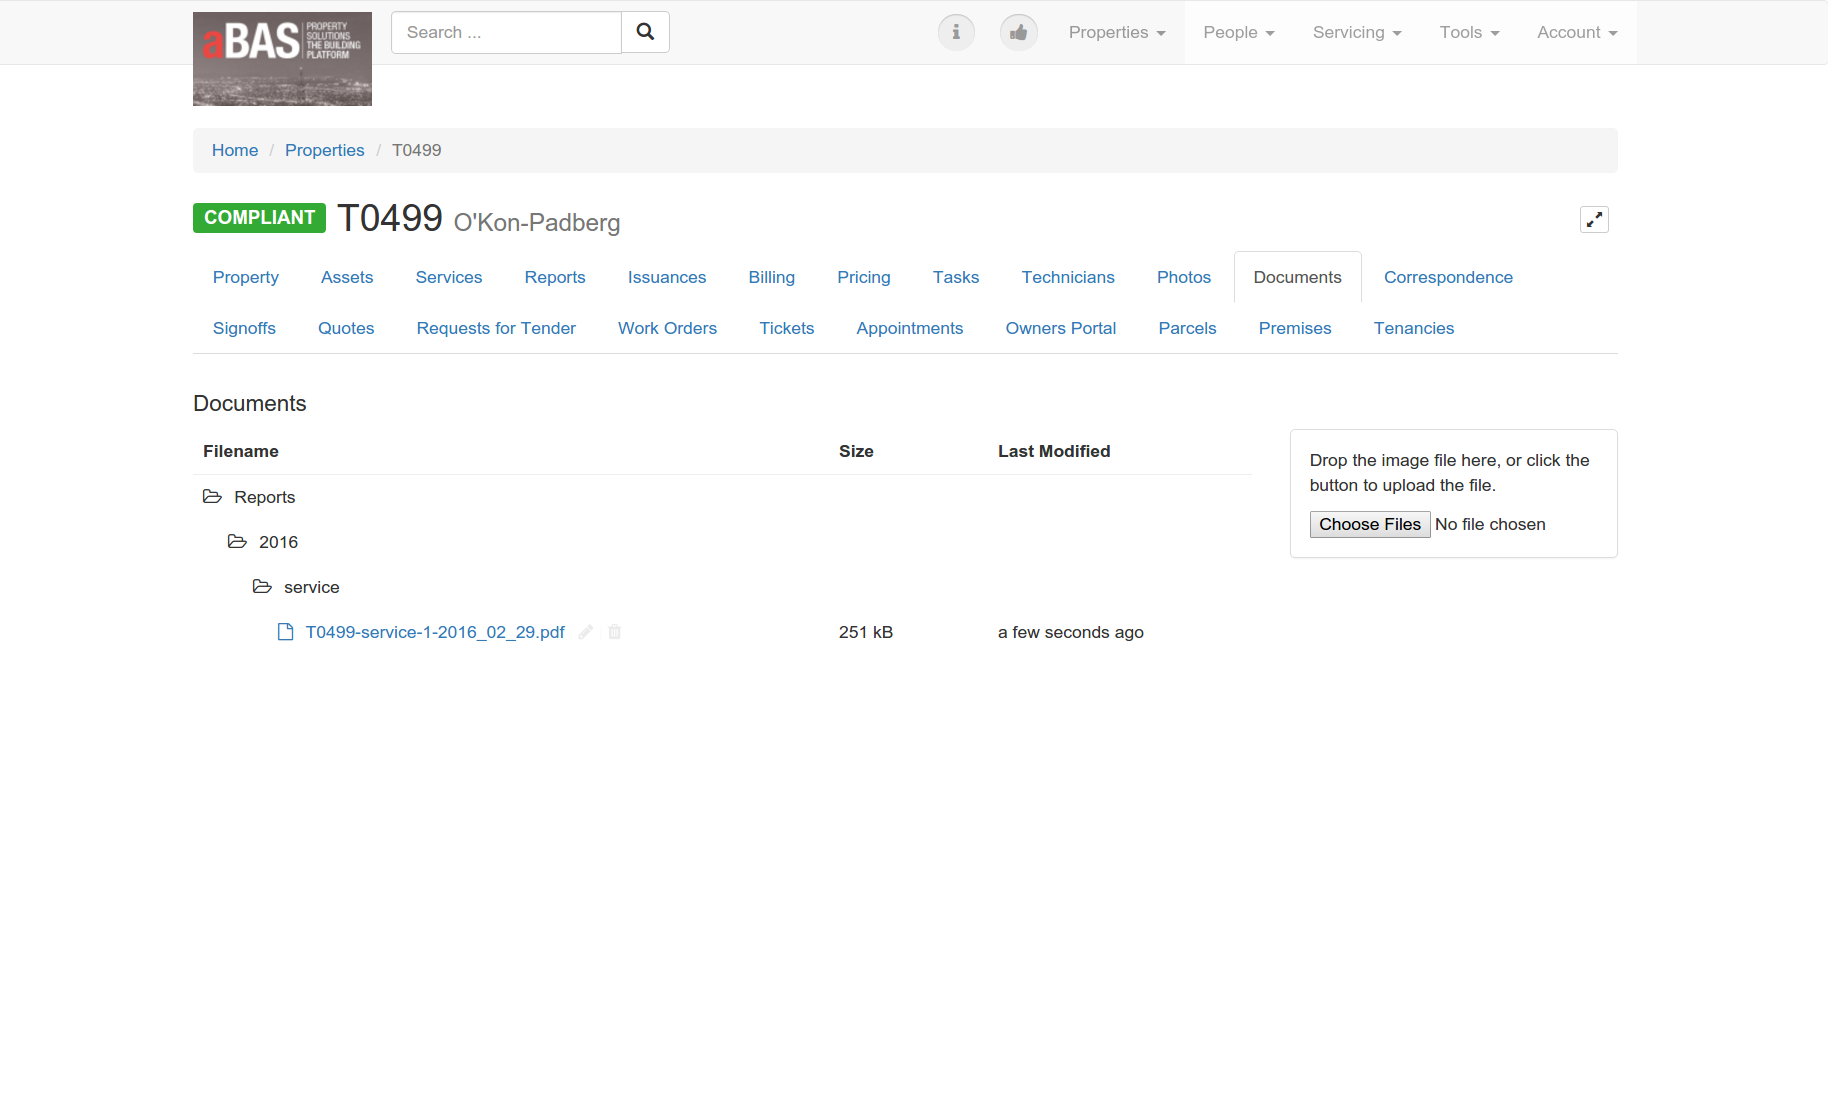 aBAS PROPERTY SOLUTIONS THE BUILDING PLATFORM
Search ...
Properties People Servicing Tools Account
Home / Properties / T0499
COMPLIANT T0499 O'Kon-Padberg
Property Assets Services Reports Issuances Billing Pricing Tasks Technicians Photos Documents Correspondence
Signoffs Quotes Requests for Tender Work Orders Tickets Appointments Owners Portal Parcels Premises Tenancies
Documents
Filename Size Last Modified
Reports
2016
service
T0499-service-1-2016_02_29.pdf 251 kB a few seconds ago
Drop the image file here, or click the
button to upload the file.
Choose Files No file chosen